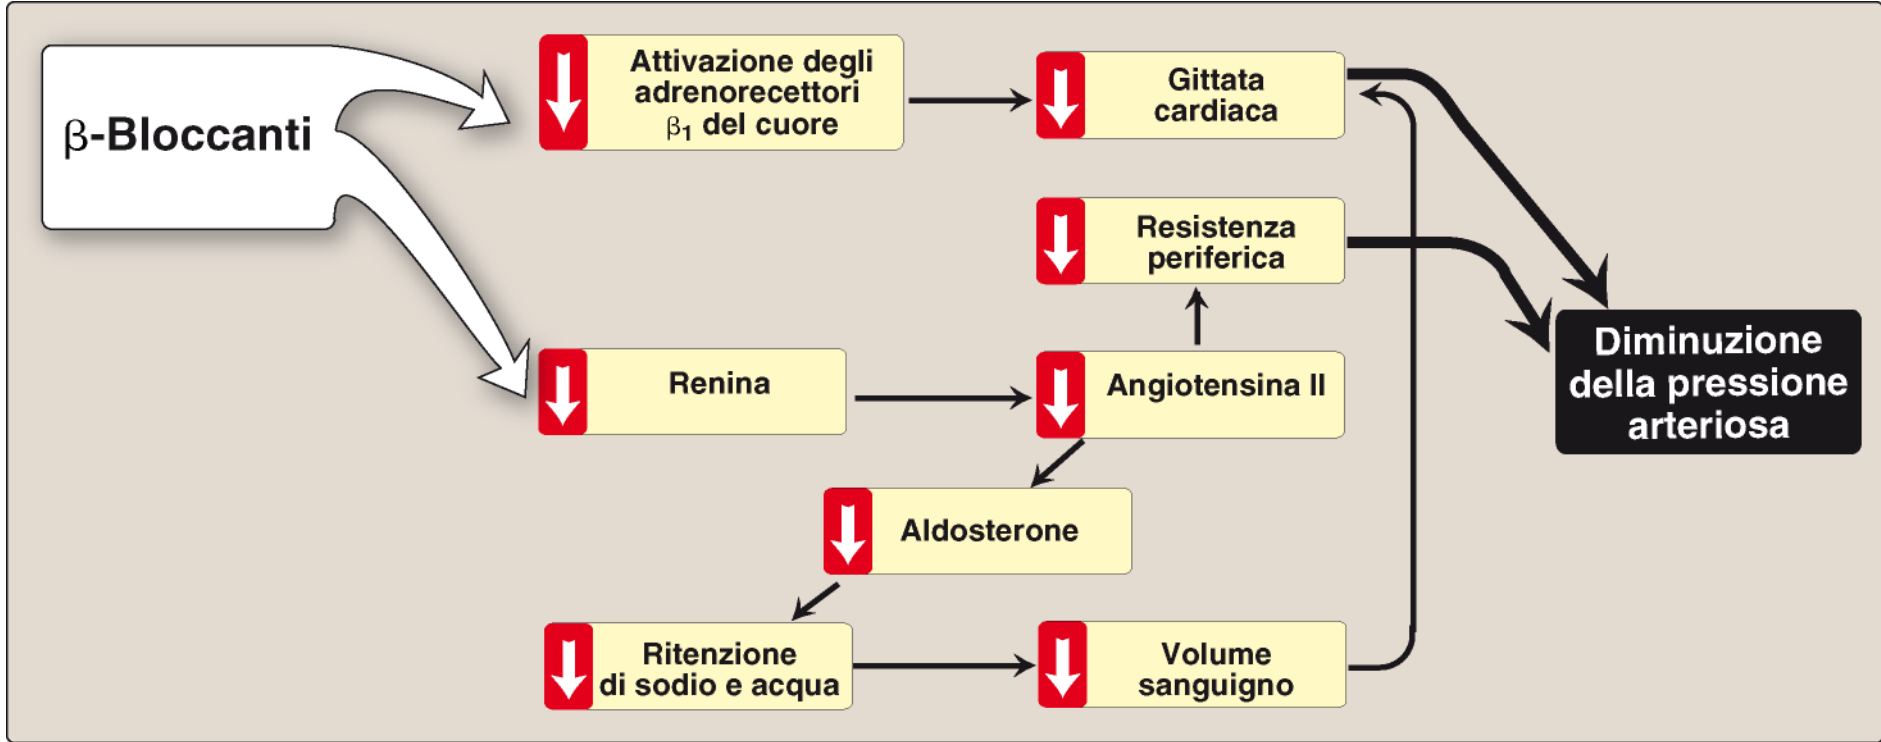 β-Bloccanti
Attivazione degli
adrenorecettori
β1 del cuore
Gittata
cardiaca
Resistenza
periferica
Renina
Angiotensina II
Diminuzione
della pressione
arteriosa
Aldosterone
Ritenzione
di sodio e acqua
Volume
sanguigno